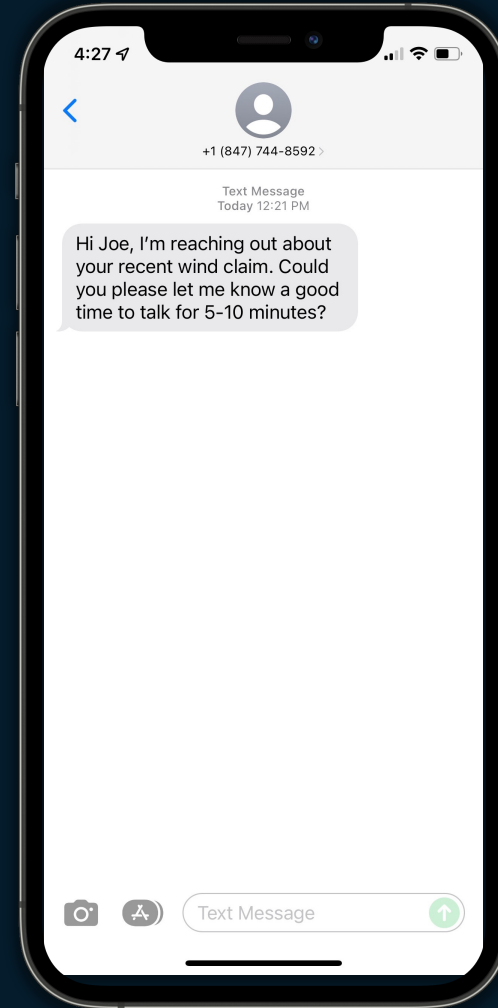 4:27
+1 (847) 744-8592
Text Message
Today 12:21 PM
Hi Joe, I’m reaching out about
your recent wind claim. Could
you please let me know a good
time to talk for 5-10 minutes?
Text Message